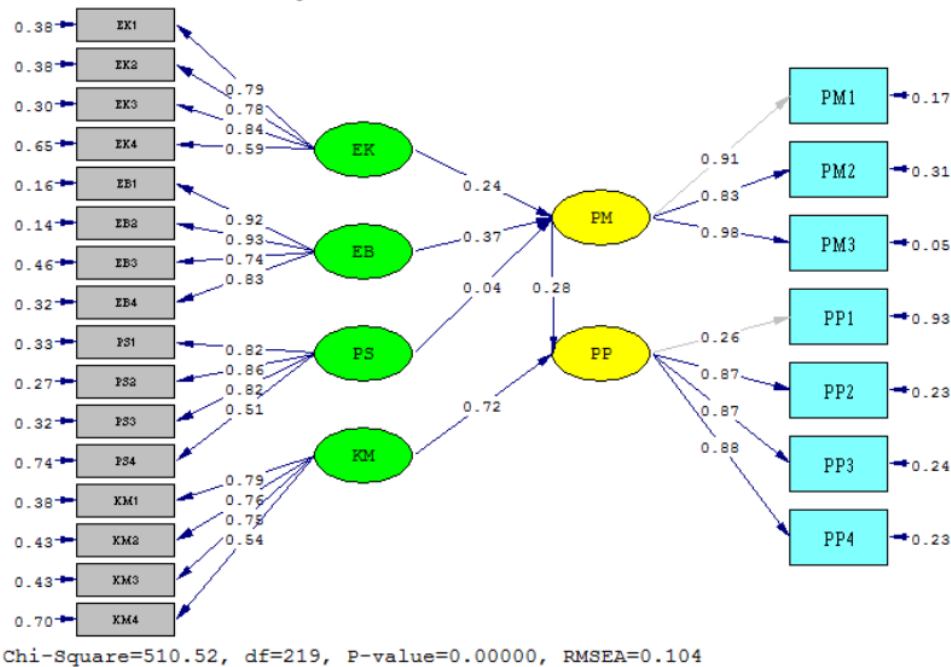 0.38 EK1
0.38 EK2
0.30 EK3
0.65 EK4
0.16 EB1
0.14 EB2
0.46 EB3
0.32 EB4
0.33 PS1
0.27 PS2
0.32 PS3
0.74 PS4
0.38 KM1
0.43 KM2
0.43 KM3
0.70 KM4
0.79
0.78
0.84
0.59
0.92
0.93
0.74
0.83
0.82
0.86
0.82
0.51
0.79
0.76
0.75
0.54
EK
EB
PS
KM
0.24
0.37
0.04
0.28
0.72
PM
PP
0.91
0.83
0.98
0.26
0.87
0.87
0.88
PM1 0.17
PM2 0.31
PM3 0.05
PP1 0.93
PP2 0.23
PP3 0.24
PP4 0.23
Chi-Square=510.52, df=219, P-value=0.00000, RMSEA=0.104